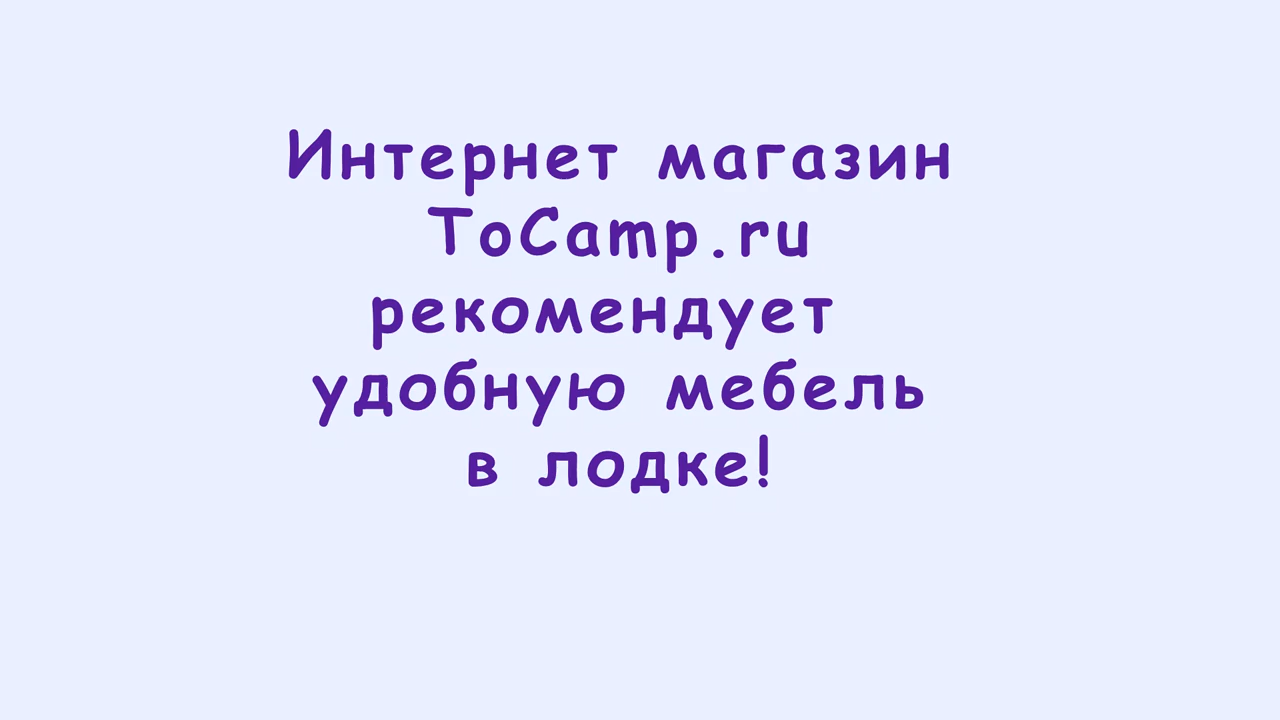 Интернет магазин
ToCamp.ru
рекомендует
удобную мебель
в лодке!